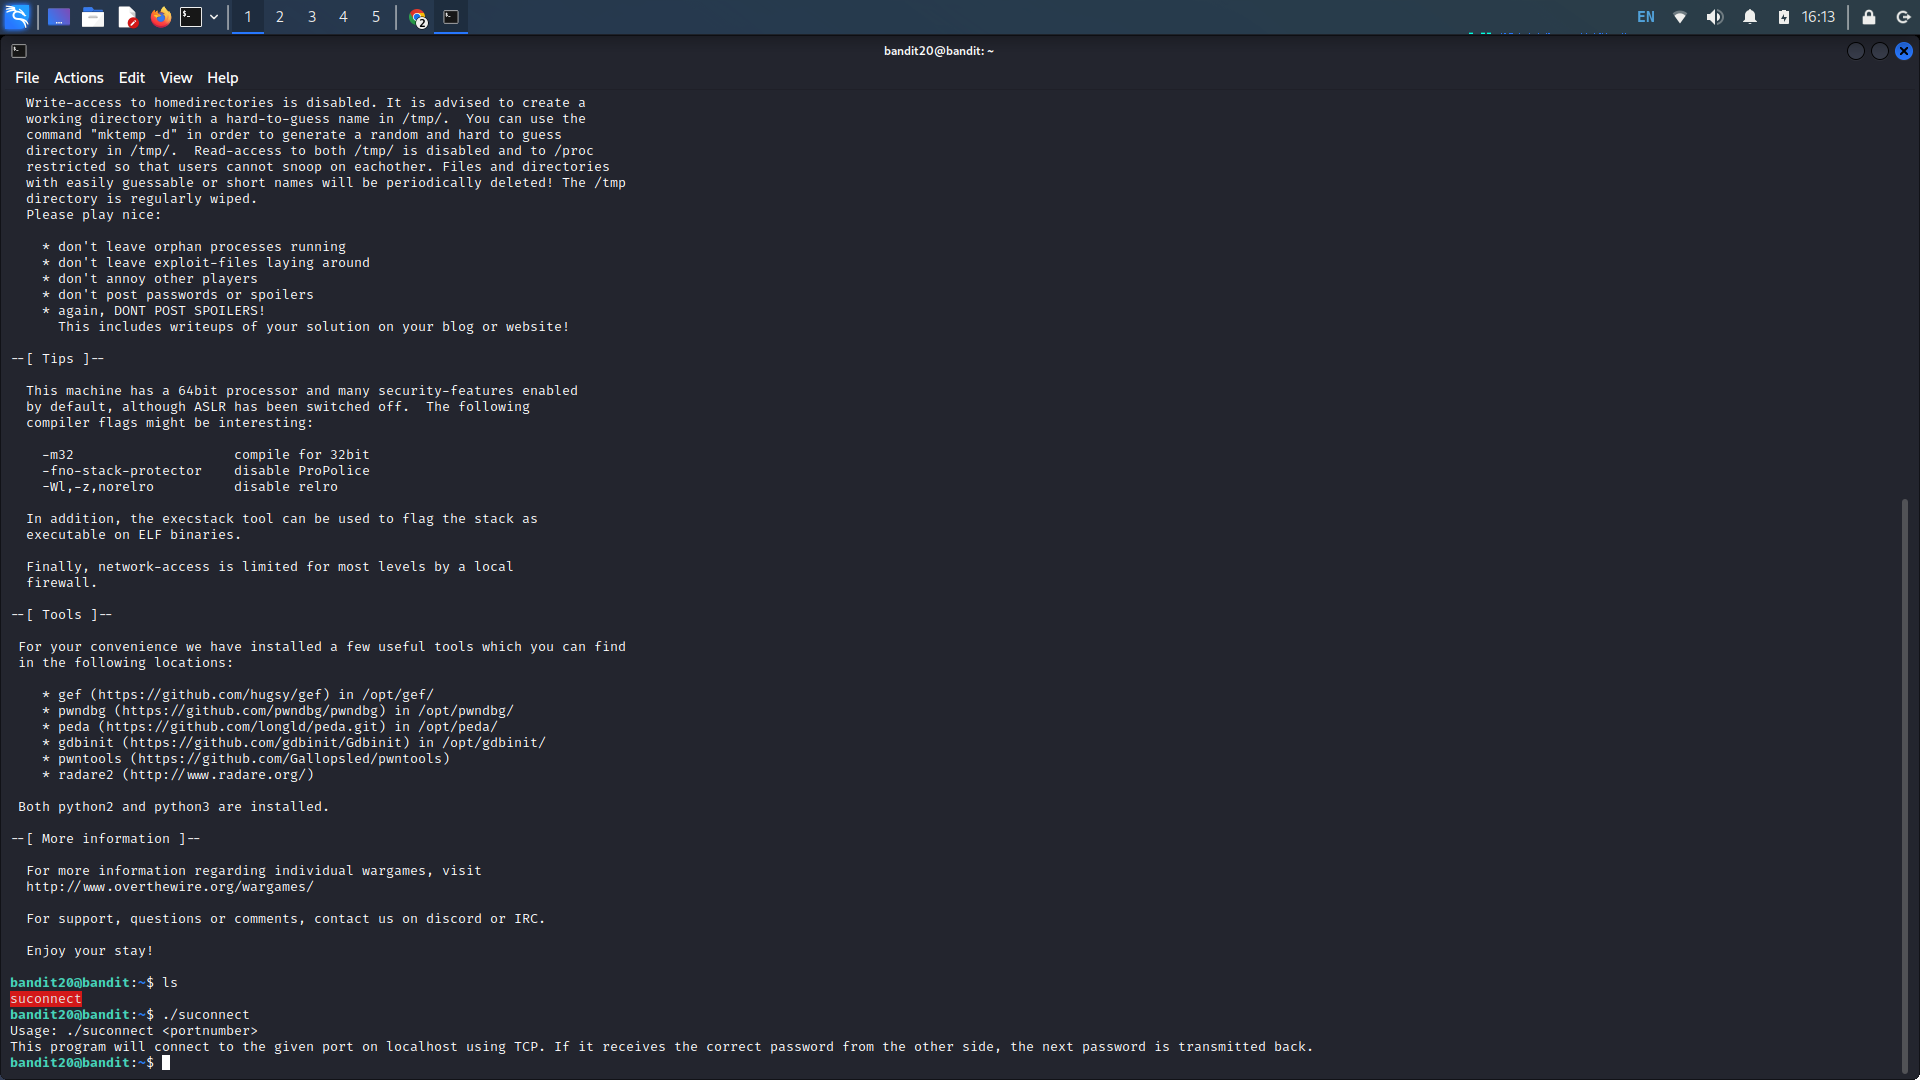 1 2 3 4 5 2 EN 16:13
bandit20@bandit: ~
File Actions Edit View Help
Write-access to homedirectories is disabled. It is advised to create a
working directory with a hard-to-guess name in /tmp/.  You can use the
command "mktemp -d" in order to generate a random and hard to guess
directory in /tmp/.  Read-access to both /tmp/ is disabled and to /proc
restricted so that users cannot snoop on eachother. Files and directories
with easily guessable or short names will be periodically deleted! The /tmp
directory is regularly wiped.
Please play nice:
* don't leave orphan processes running
* don't leave exploit-files laying around
* don't annoy other players
* don't post passwords or spoilers
* again, DONT POST SPOILERS!
This includes writeups of your solution on your blog or website!
--[ Tips ]--
This machine has a 64bit processor and many security-features enabled
by default, although ASLR has been switched off.  The following
compiler flags might be interesting:
-m32                    compile for 32bit
-fno-stack-protector    disable ProPolice
-Wl,-z,norelro          disable relro
In addition, the execstack tool can be used to flag the stack as
executable on ELF binaries.
Finally, network-access is limited for most levels by a local
firewall.
--[ Tools ]--
For your convenience we have installed a few useful tools which you can find
in the following locations:
* gef (https://github.com/hugsy/gef) in /opt/gef/
* pwndbg (https://github.com/pwndbg/pwndbg) in /opt/pwndbg/
* peda (https://github.com/longld/peda.git) in /opt/peda/
* gdbinit (https://github.com/gdbinit/Gdbinit) in /opt/gdbinit/
* pwntools (https://github.com/Gallopsled/pwntools)
* radare2 (http://www.radare.org/)
Both python2 and python3 are installed.
--[ More information ]--
For more information regarding individual wargames, visit
http://www.overthewire.org/wargames/
For support, questions or comments, contact us on discord or IRC.
Enjoy your stay!
bandit20@bandit:~$ ls
suconnect
bandit20@bandit:~$ ./suconnect
Usage: ./suconnect <portnumber>
This program will connect to the given port on localhost using TCP. If it receives the correct password from the other side, the next password is transmitted back.
bandit20@bandit:~$